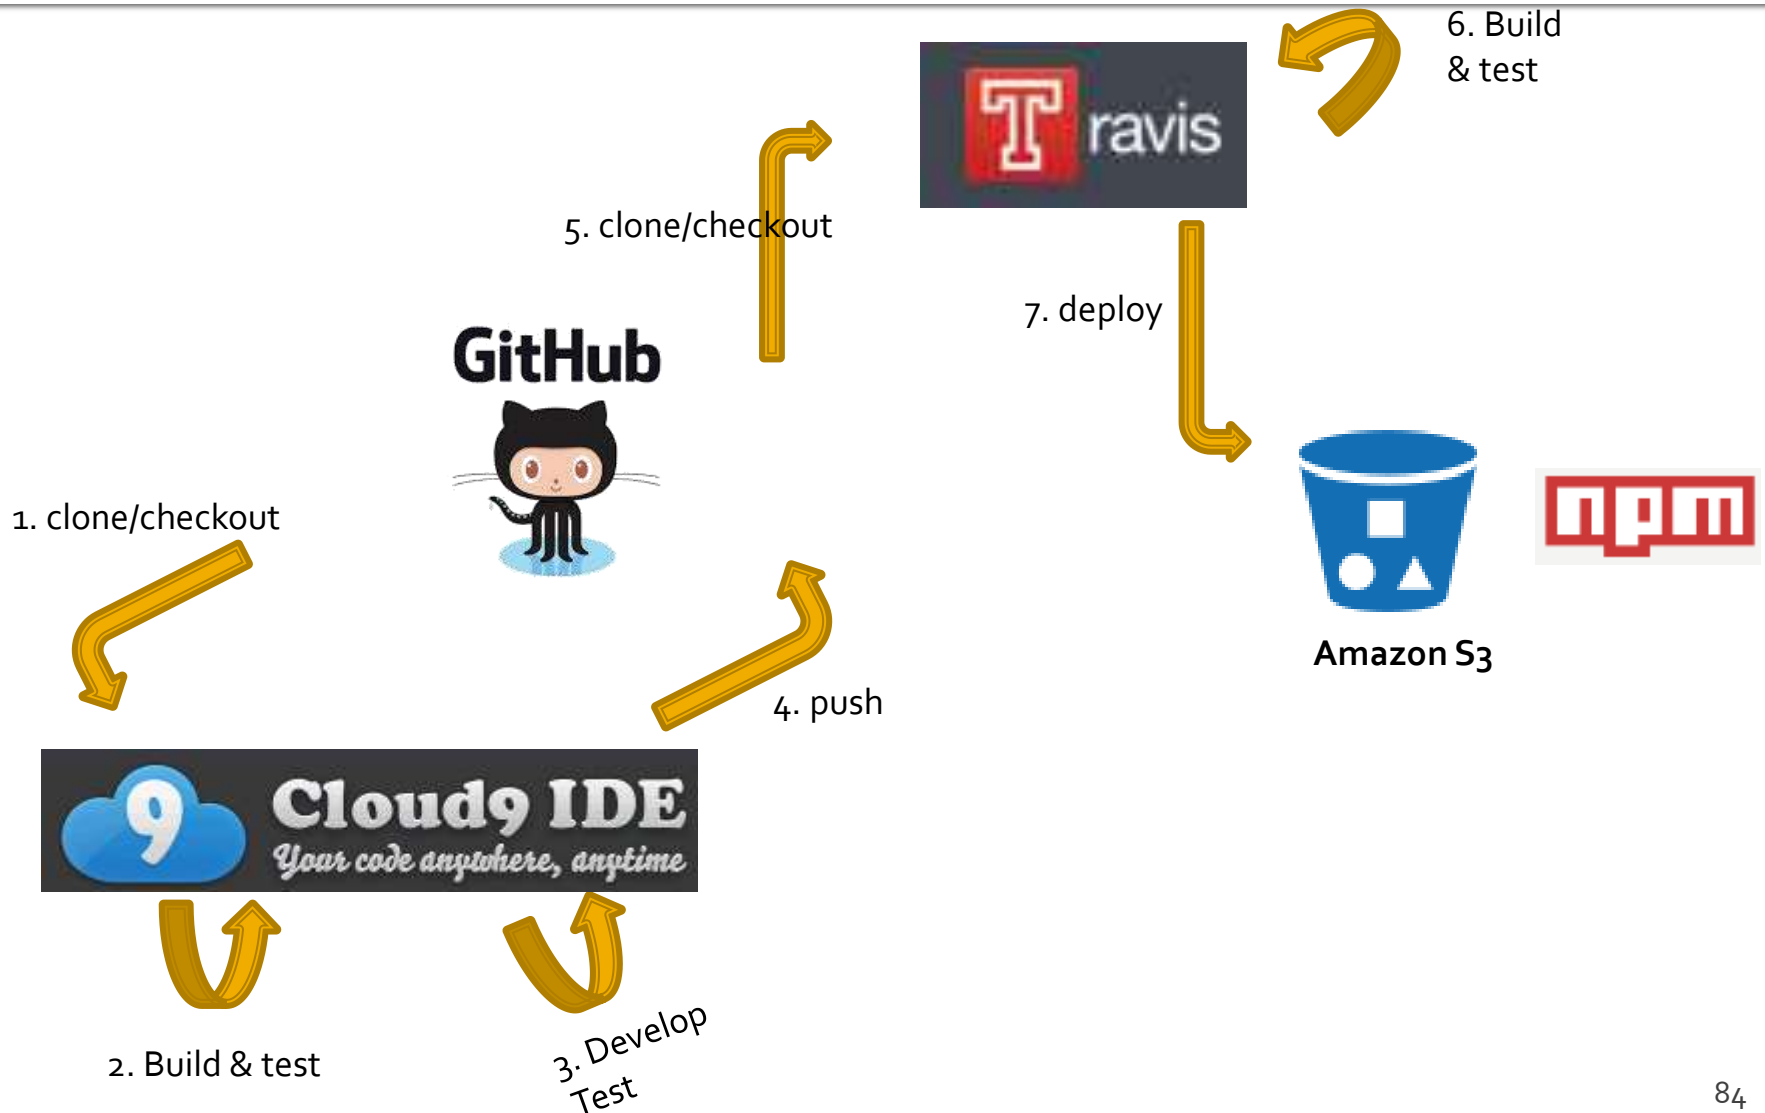 6. Build
& test
Travis
5. clone/checkout
7. deploy
GitHub
1. clone/checkout
npm
Amazon S3
4. push
9
Cloud9 IDE
Your code anywhere, anytime
2. Build & test
3. Develop
Test
84